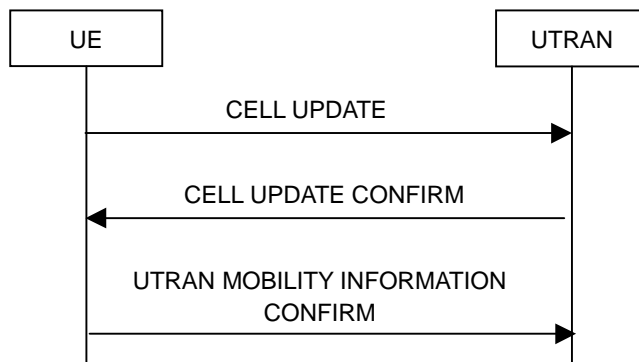 UE
UTRAN
CELL UPDATE
CELL UPDATE CONFIRM
UTRAN MOBILITY INFORMATION
CONFIRM